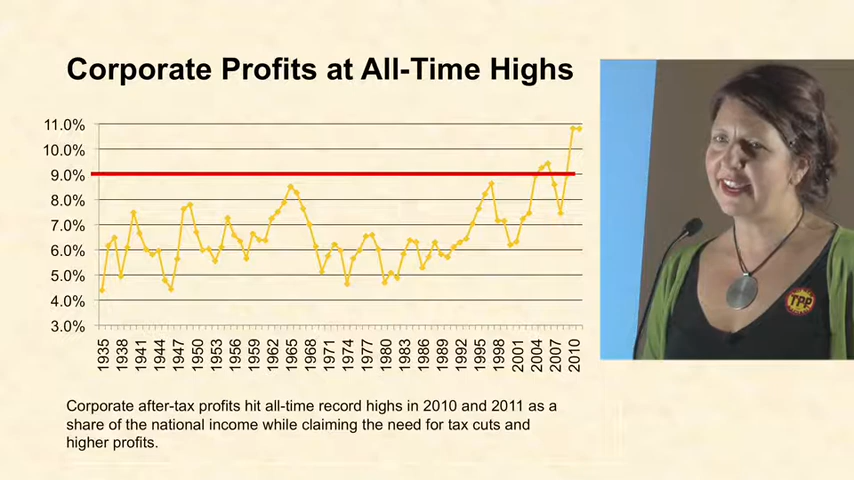 Corporate Profits at All-Time Highs
11.0%
10.0%
9.0%
8.0%
7.0%
6.0%
5.0%
4.0%
3.0%
1935 1938 1941 1944 1947 1950 1953 1956 1959 1962 1965 1968 1971 1974 1977 1980 1983 1986 1989 1992 1995 1998 2001 2004 2007 2010
TPP
Corporate after-tax profits hit all-time record highs in 2010 and 2011 as a
share of the national income while claiming the need for tax cuts and
higher profits.